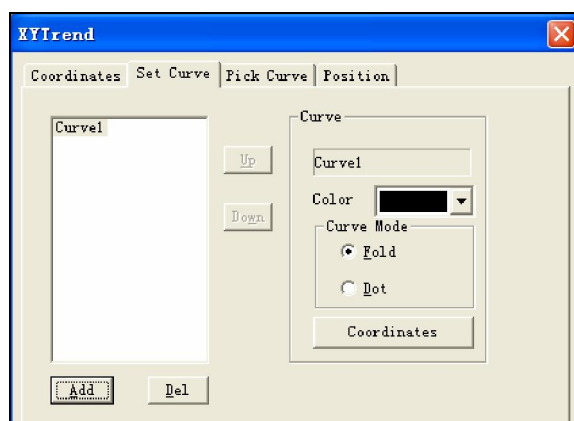 XYTrend
Coordinates Set Curve Pick Curve Position
Curve1
Up
Down
Add Del
Curve
Curve1
Color
Curve Mode
Fold
Dot
Coordinates